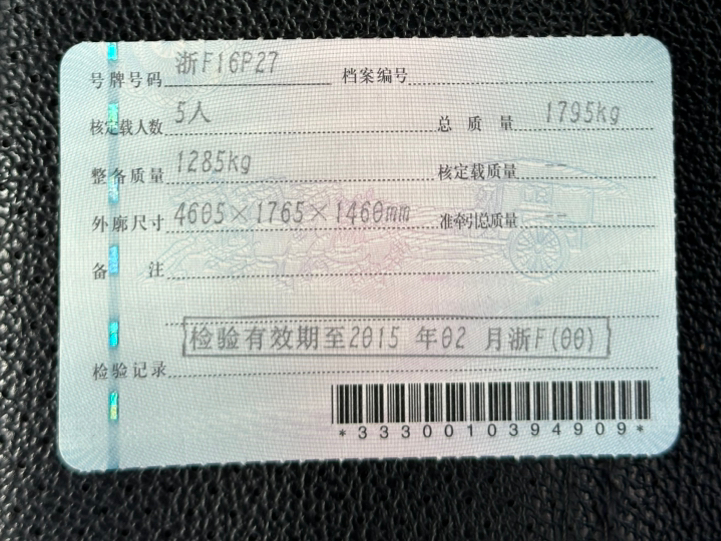 号牌号码 浙F16P27 档案编号
核定载人数 5人 总质量 1795kg
整备质量 1285kg 核定载质量
外廓尺寸 4605×1765×1460mm 准牵引总质量 --
备注
检验有效期至2015 年02 月浙F(00)
检验记录
*3330010394909*